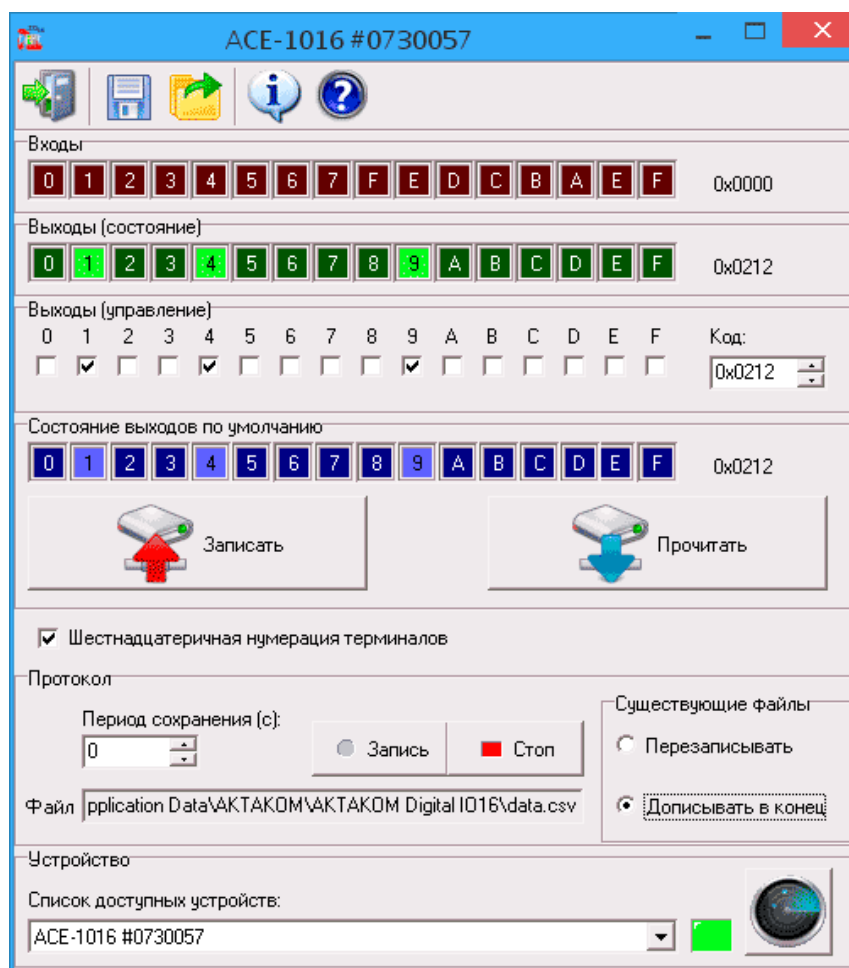 ACE-1016 #0730057
Входы
0 1 2 3 4 5 6 7 F E D C B A E F 0x0000
Выходы (состояние)
0 1 2 3 4 5 6 7 8 9 A B C D E F 0x0212
Выходы (управление)
0 1 2 3 4 5 6 7 8 9 A B C D E F Код:
0x0212
Состояние выходов по умолчанию
0 1 2 3 4 5 6 7 8 9 A B C D E F 0x0212
Записать Прочитать
Шестнадцатеричная нумерация терминалов
Протокол
Существующие файлы
Период сохранения (с):
0 Запись Стоп
Перезаписывать
Файл pplication Data\AKTAKOM\AKTAKOM Digital IO16\data.csv
Дописывать в конец
Устройство
Список доступных устройств:
ACE-1016 #0730057